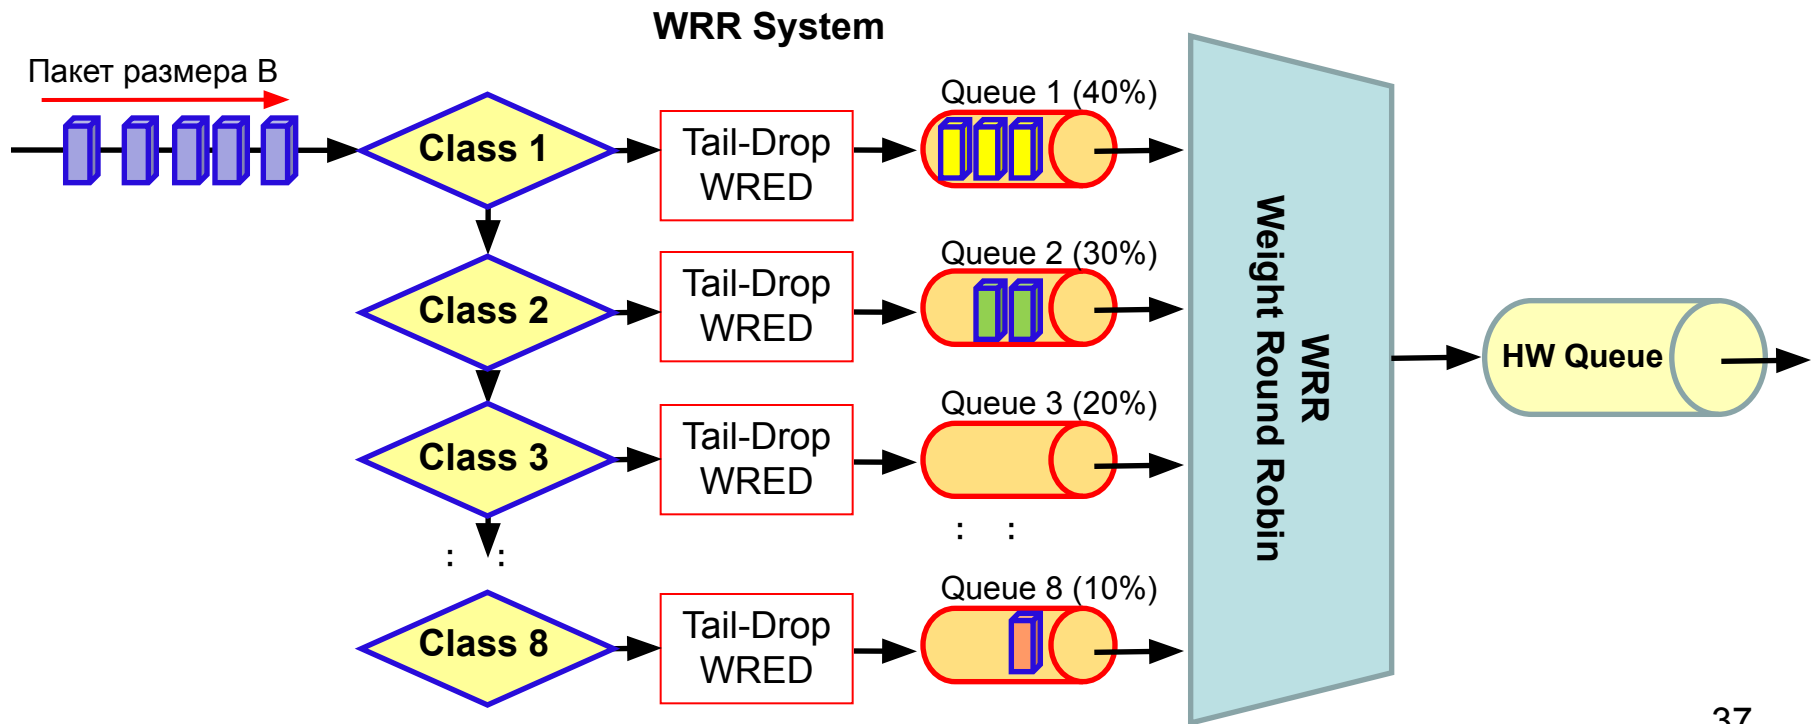 WRR System
Пакет размера B
Class 1
Tail-Drop
WRED
Queue 1 (40%)
Class 2
Tail-Drop
WRED
Queue 2 (30%)
Class 3
Tail-Drop
WRED
Queue 3 (20%)
: :
: :
Class 8
Tail-Drop
WRED
Queue 8 (10%)
WRR
Weight Round Robin
HW Queue
37